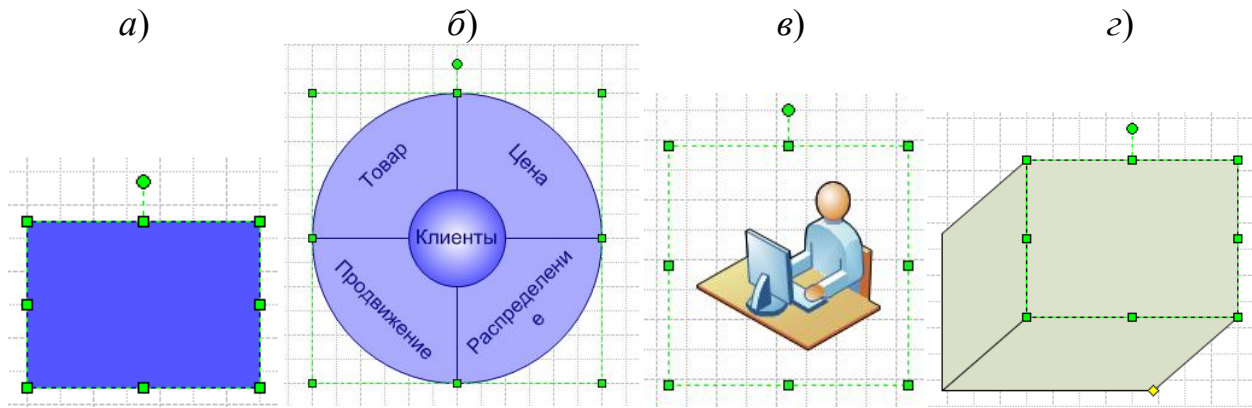 а) б) в) г)
Товар
Цена
Клиенты
Продвижение
Распределени
е